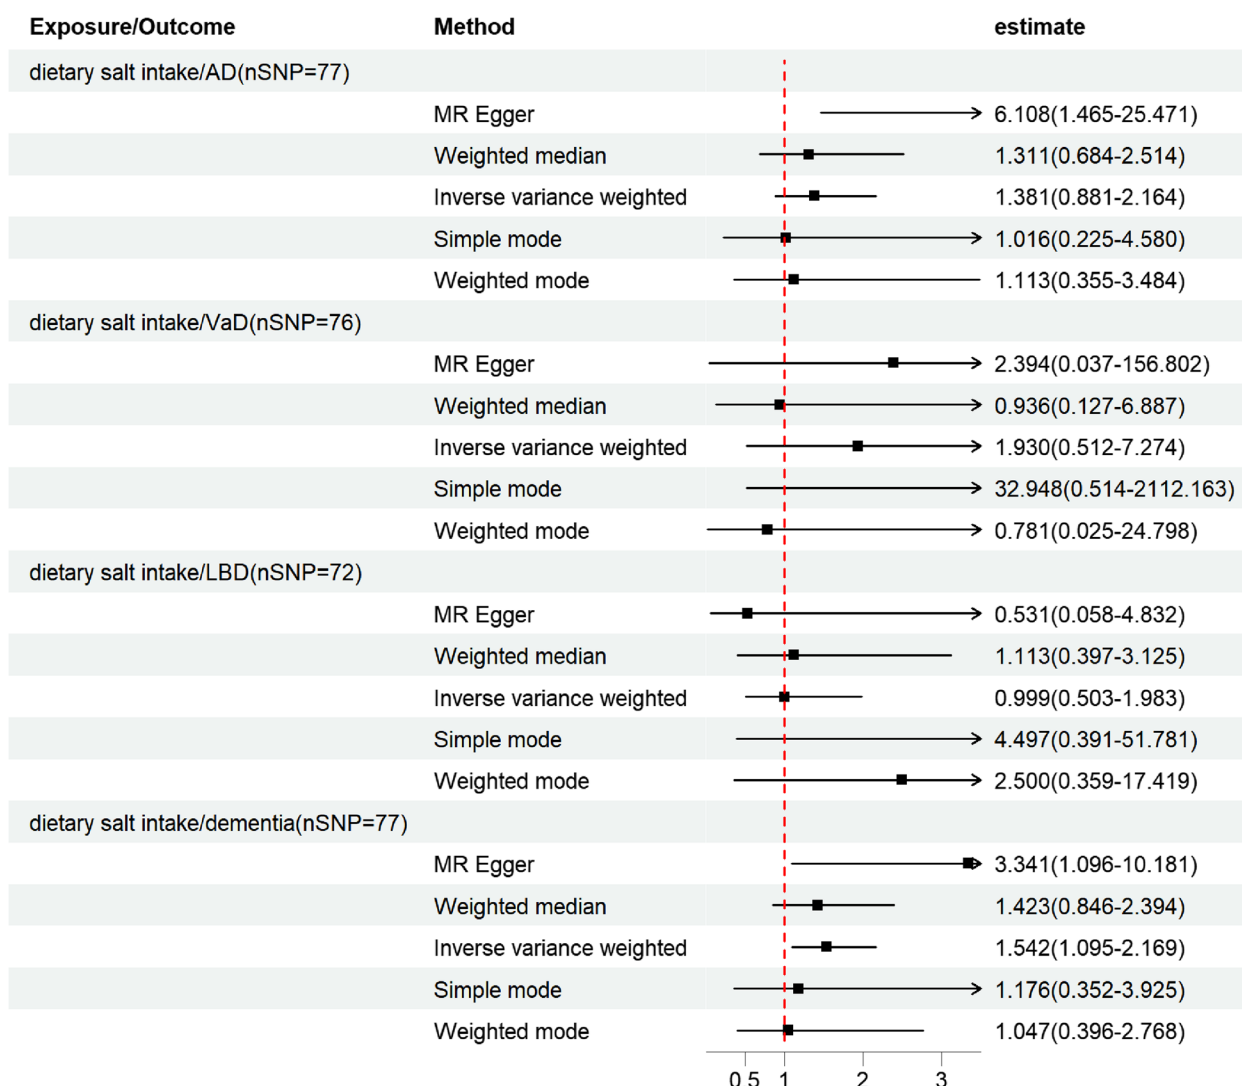 Exposure/Outcome Method estimate
dietary salt intake/AD(nSNP=77)
MR Egger 6.108(1.465-25.471)
Weighted median 1.311(0.684-2.514)
Inverse variance weighted 1.381(0.881-2.164)
Simple mode 1.016(0.225-4.580)
Weighted mode 1.113(0.355-3.484)
dietary salt intake/VaD(nSNP=76)
MR Egger 2.394(0.037-156.802)
Weighted median 0.936(0.127-6.887)
Inverse variance weighted 1.930(0.512-7.274)
Simple mode 32.948(0.514-2112.163)
Weighted mode 0.781(0.025-24.798)
dietary salt intake/LBD(nSNP=72)
MR Egger 0.531(0.058-4.832)
Weighted median 1.113(0.397-3.125)
Inverse variance weighted 0.999(0.503-1.983)
Simple mode 4.497(0.391-51.781)
Weighted mode 2.500(0.359-17.419)
dietary salt intake/dementia(nSNP=77)
MR Egger 3.341(1.096-10.181)
Weighted median 1.423(0.846-2.394)
Inverse variance weighted 1.542(1.095-2.169)
Simple mode 1.176(0.352-3.925)
Weighted mode 1.047(0.396-2.768)
0.5 1 2 3